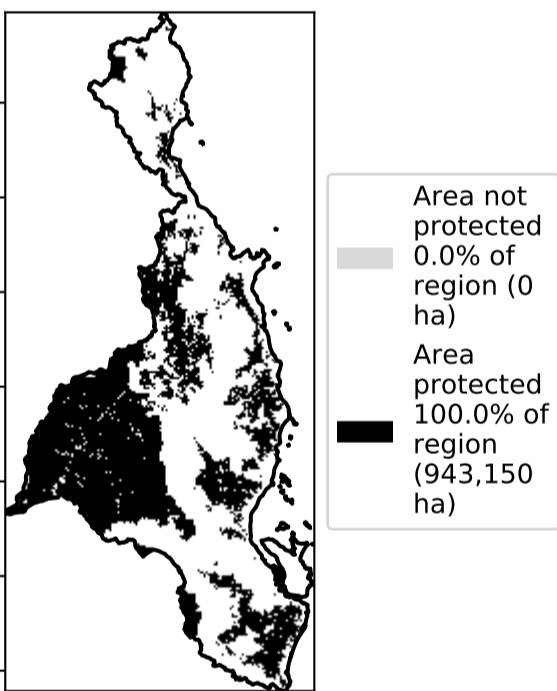 Area not
protected
0.0% of
region (0
ha)
Area
protected
100.0% of
region
(943,150
ha)